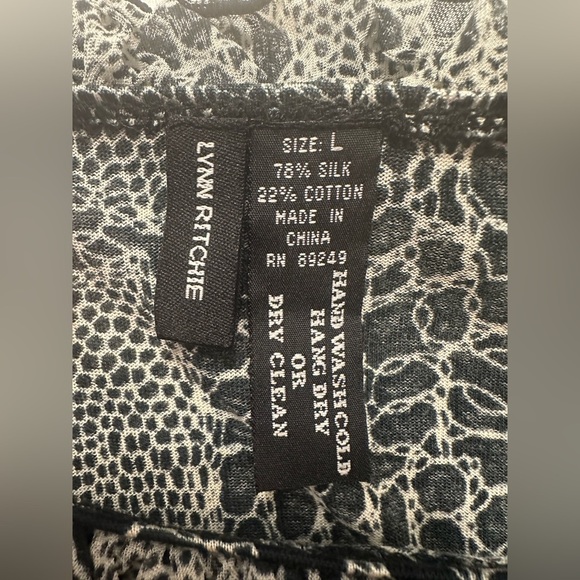 LYNN RITCHIE
SIZE: L
78% SILK
22% COTTON
MADE IN
CHINA
RN 89249
HAND WASH COLD
HANG DRY
OR
DRY CLEAN